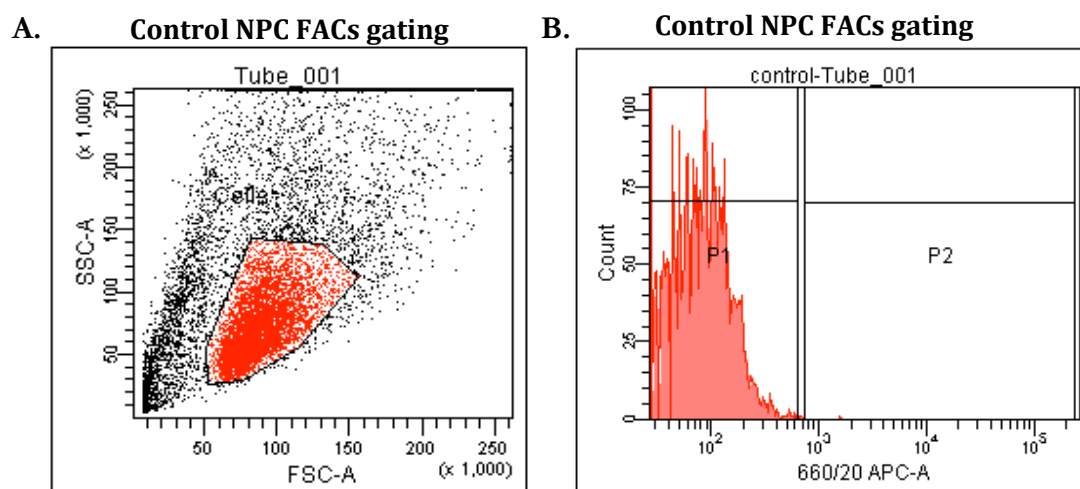 A. Control NPC FACs gating
Tube_001
SSC-A
(x 1,000)
250
200
150
100
50
Cells
50 100 150 200 250
FSC-A (x 1,000)
B. Control NPC FACs gating
control-Tube_001
Count
100
75
50
25
0
P1
P2
10² 10³ 10⁴ 10⁵
660/20 APC-A